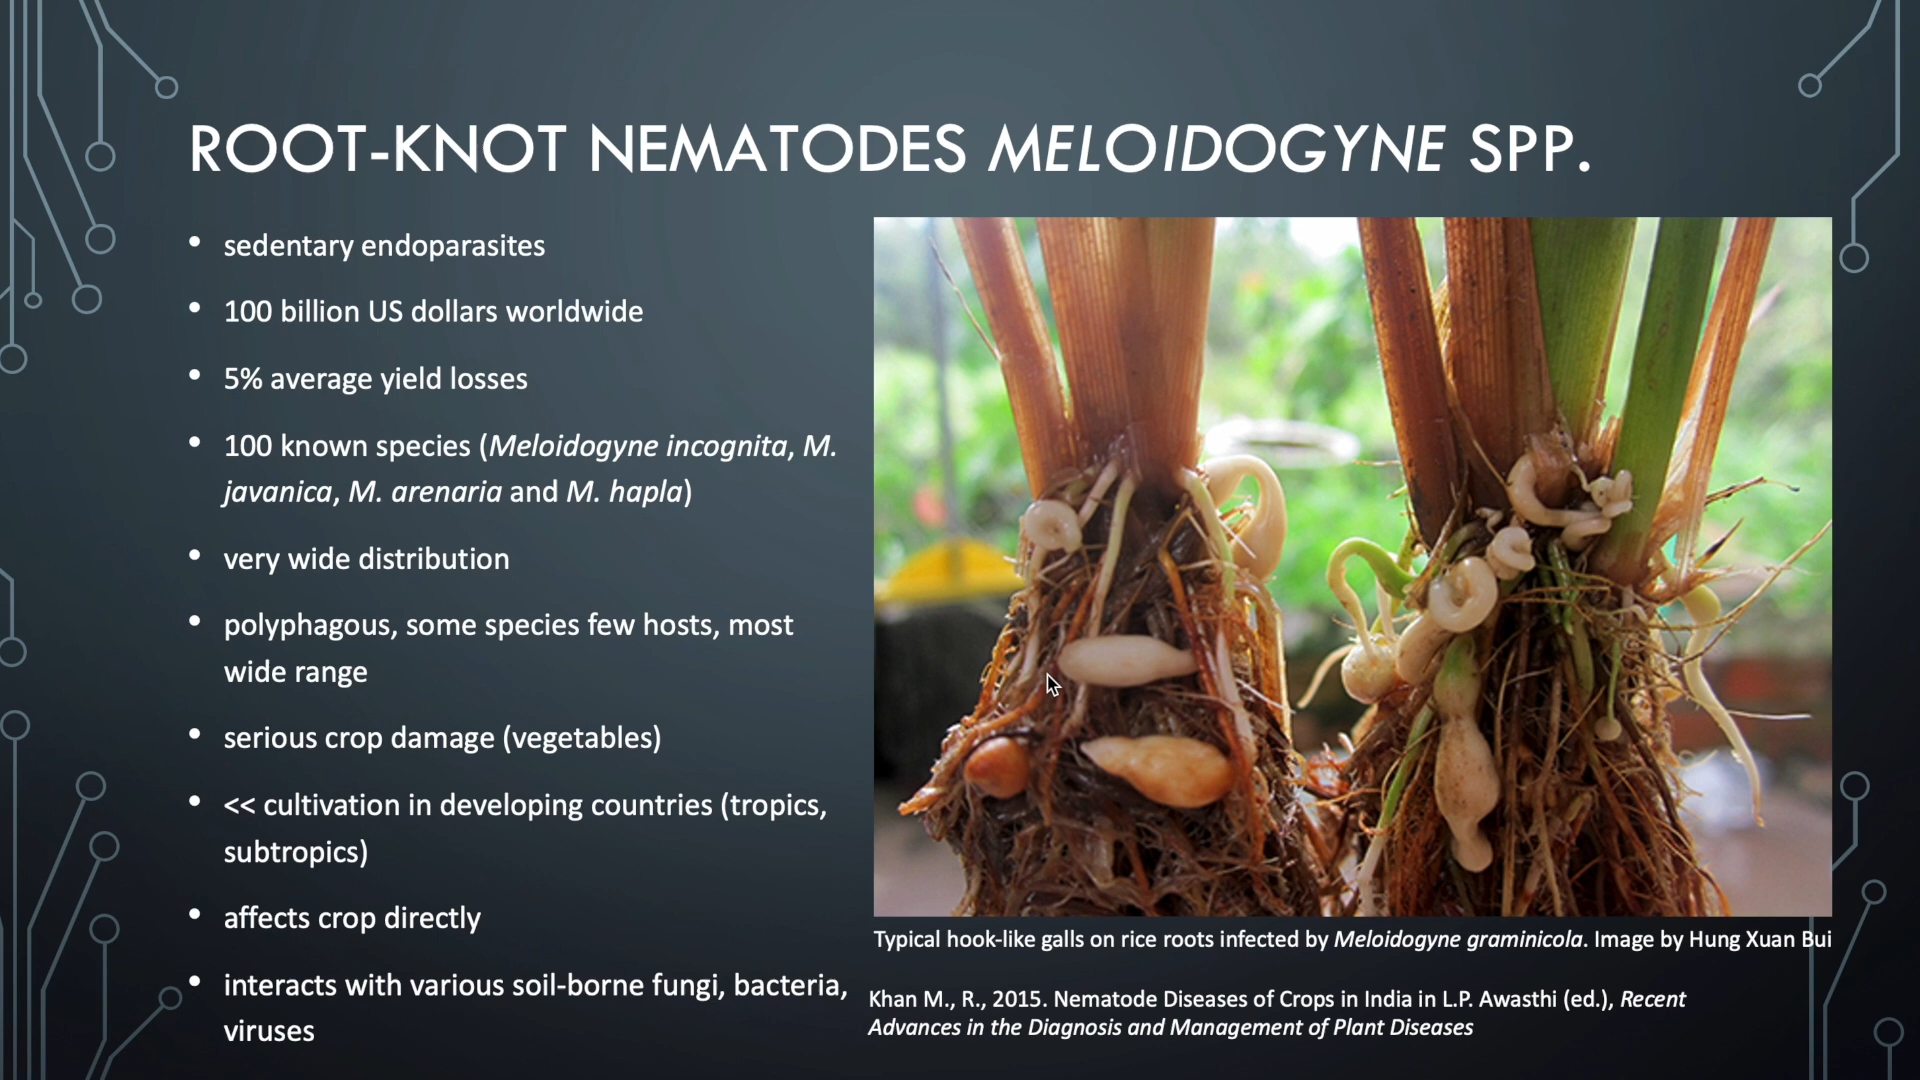 ROOT-KNOT NEMATODES MELOIDOGYNE SPP.
• sedentary endoparasites
• 100 billion US dollars worldwide
• 5% average yield losses
• 100 known species (Meloidogyne incognita, M.
javanica, M. arenaria and M. hapla)
• very wide distribution
• polyphagous, some species few hosts, most
wide range
• serious crop damage (vegetables)
• << cultivation in developing countries (tropics,
subtropics)
• affects crop directly
• interacts with various soil-borne fungi, bacteria,
viruses
Typical hook-like galls on rice roots infected by Meloidogyne graminicola. Image by Hung Xuan Bui
Khan M., R., 2015. Nematode Diseases of Crops in India in L.P. Awasthi (ed.), Recent
Advances in the Diagnosis and Management of Plant Diseases